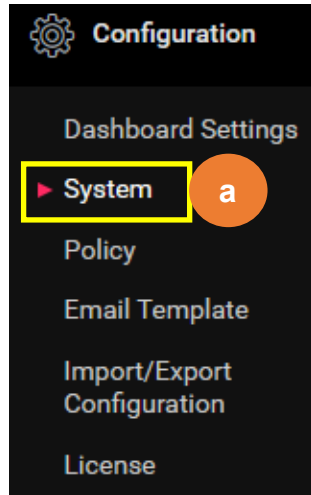 Configuration
Dashboard Settings
System
a
Policy
Email Template
Import/Export
Configuration
License